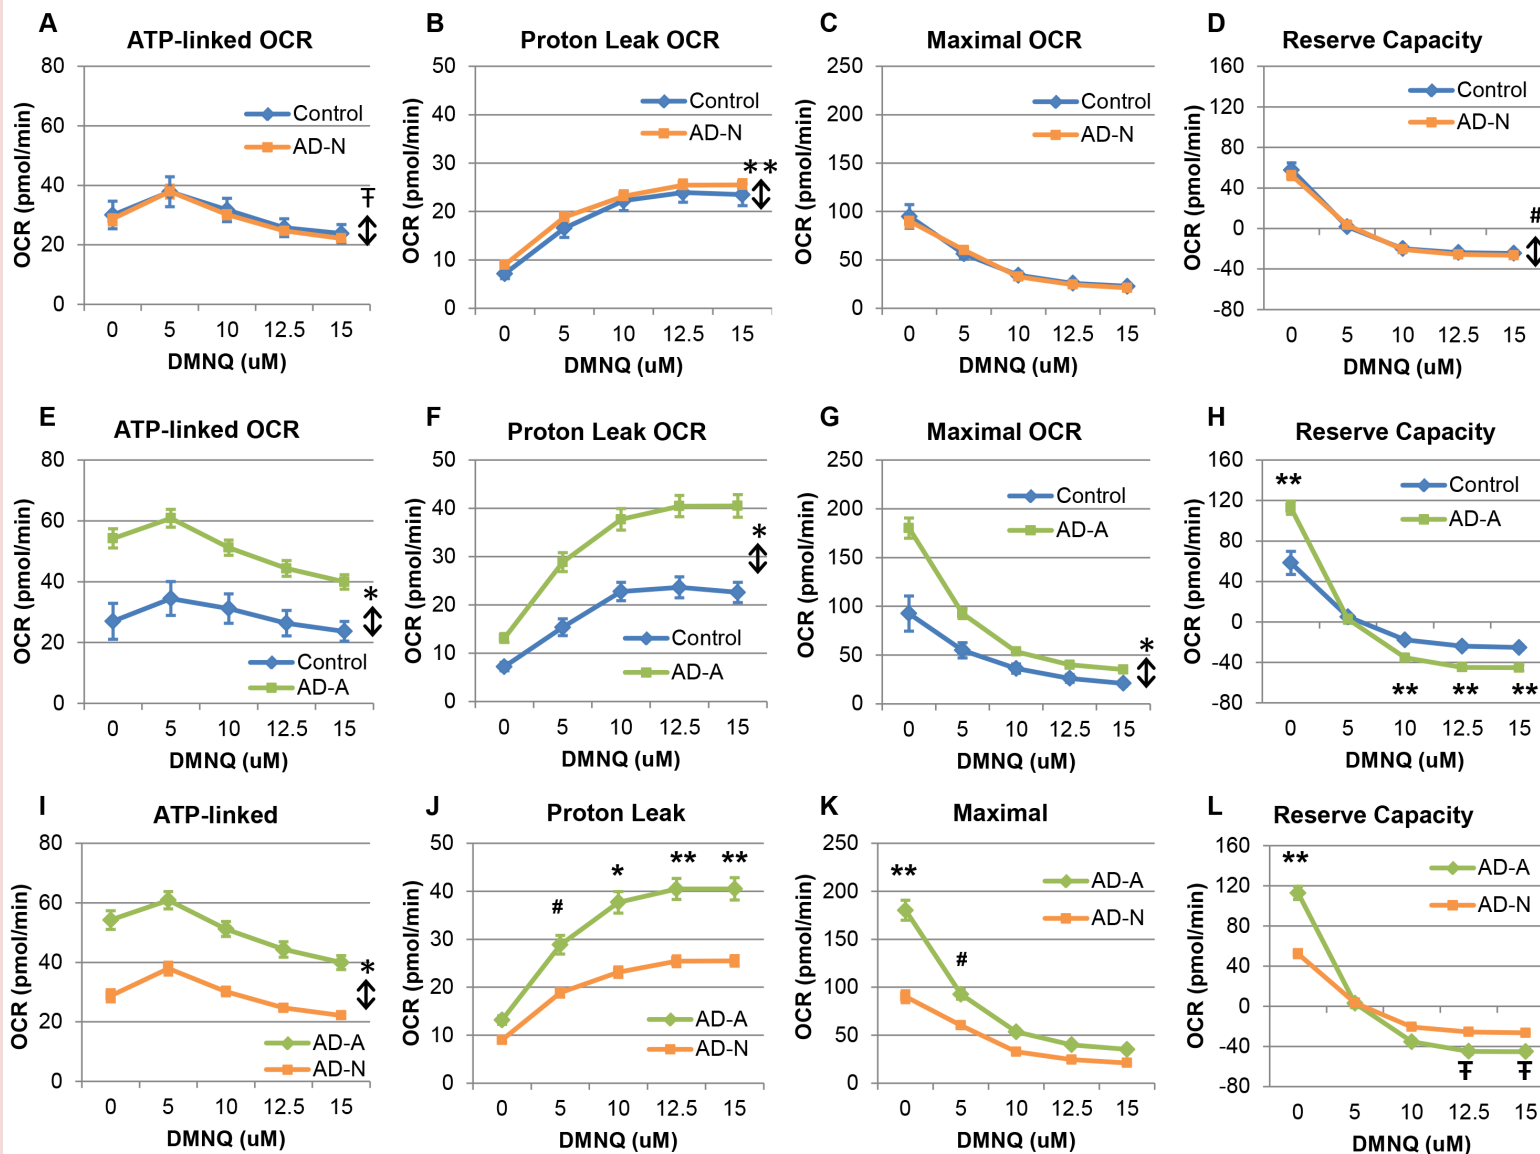 A
ATP-linked OCR
OCR (pmol/min)
80
60
40
20
0
Control
AD-N
Ŧ
0 5 10 12.5 15
DMNQ (uM)
B
Proton Leak OCR
OCR (pmol/min)
50
40
30
20
10
0
Control
AD-N
**
0 5 10 12.5 15
DMNQ (uM)
C
Maximal OCR
OCR (pmol/min)
250
200
150
100
50
0
Control
AD-N
0 5 10 12.5 15
DMNQ (uM)
D
Reserve Capacity
OCR (pmol/min)
160
120
80
40
0
-40
-80
Control
AD-N
#
0 5 10 12.5 15
DMNQ (uM)
E
ATP-linked OCR
OCR (pmol/min)
80
60
40
20
0
*
Control
AD-A
0 5 10 12.5 15
DMNQ (uM)
F
Proton Leak OCR
OCR (pmol/min)
50
40
30
20
10
0
*
Control
AD-A
0 5 10 12.5 15
DMNQ (uM)
G
Maximal OCR
OCR (pmol/min)
250
200
150
100
50
0
Control
AD-A
*
0 5 10 12.5 15
DMNQ (uM)
H
Reserve Capacity
OCR (pmol/min)
160
120
80
40
0
-40
-80
**
Control
AD-A
** ** **
0 5 10 12.5 15
DMNQ (uM)
I
ATP-linked
OCR (pmol/min)
80
60
40
20
0
*
AD-A
AD-N
0 5 10 12.5 15
DMNQ (uM)
J
Proton Leak
OCR (pmol/min)
50
40
30
20
10
0
# * ** **
AD-A
AD-N
0 5 10 12.5 15
DMNQ (uM)
K
Maximal
OCR (pmol/min)
250
200
150
100
50
0
**
#
AD-A
AD-N
0 5 10 12.5 15
DMNQ (uM)
L
Reserve Capacity
OCR (pmol/min)
160
120
80
40
0
-40
-80
**
AD-A
AD-N
Ŧ Ŧ
0 5 10 12.5 15
DMNQ (uM)